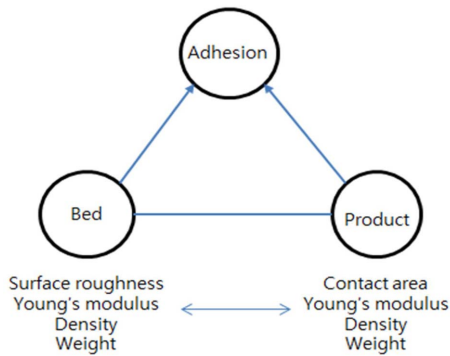 Adhesion
Bed
Product
Surface roughness
Young's modulus
Density
Weight
Contact area
Young's modulus
Density
Weight